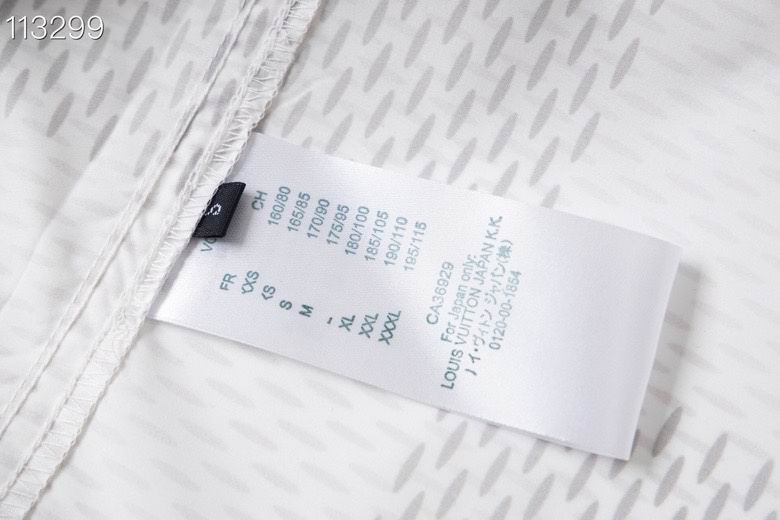 113299
S
FR CH
XXS 160/80
XS 165/85
S 170/90
M 175/95
180/100
XL 185/105
XXL 190/110
XXXL 195/115
CA36929
For Japan only:
LOUIS VUITTON JAPAN K.K.
ノイ・ヴィトン ジャパン(株)
0120-00-1854